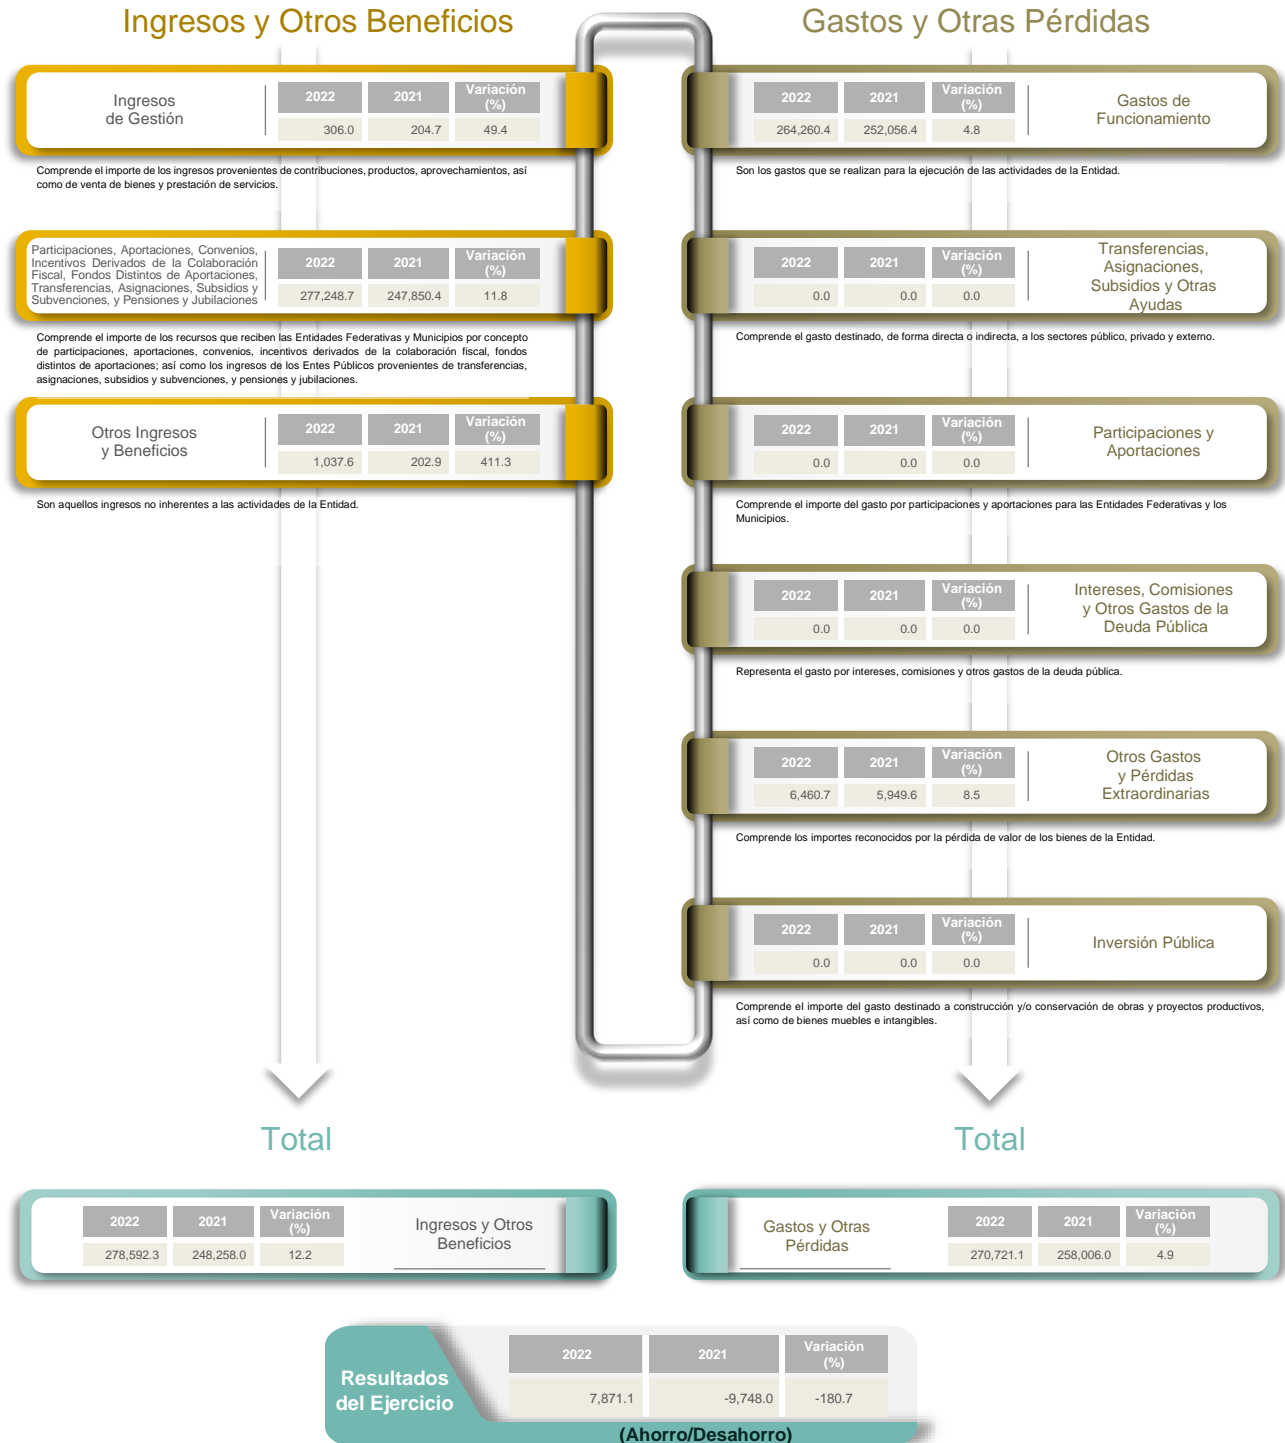 Ingresos y Otros Beneficios
Ingresos
de Gestión
2022 2021 Variación
(%)
306.0 204.7 49.4
Comprende el importe de los ingresos provenientes de contribuciones, productos, aprovechamientos, así
como de venta de bienes y prestación de servicios.
Participaciones, Aportaciones, Convenios,
Incentivos Derivados de la Colaboración
Fiscal, Fondos Distintos de Aportaciones,
Transferencias, Asignaciones, Subsidios y
Subvenciones, y Pensiones y Jubilaciones
2022 2021 Variación
(%)
277,248.7 247,850.4 11.8
Comprende el importe de los recursos que reciben las Entidades Federativas y Municipios por concepto
de participaciones, aportaciones, convenios, incentivos derivados de la colaboración fiscal, fondos
distintos de aportaciones; así como los ingresos de los Entes Públicos provenientes de transferencias,
asignaciones, subsidios y subvenciones, y pensiones y jubilaciones.
Otros Ingresos
y Beneficios
2022 2021 Variación
(%)
1,037.6 202.9 411.3
Son aquellos ingresos no inherentes a las actividades de la Entidad.
Gastos y Otras Pérdidas
2022 2021 Variación
(%)
264,260.4 252,056.4 4.8
Gastos de
Funcionamiento
Son los gastos que se realizan para la ejecución de las actividades de la Entidad.
2022 2021 Variación
(%)
0.0 0.0 0.0
Transferencias,
Asignaciones,
Subsidios y Otras
Ayudas
Comprende el gasto destinado, de forma directa o indirecta, a los sectores público, privado y externo.
2022 2021 Variación
(%)
0.0 0.0 0.0
Participaciones y
Aportaciones
Comprende el importe del gasto por participaciones y aportaciones para las Entidades Federativas y los
Municipios.
2022 2021 Variación
(%)
0.0 0.0 0.0
Intereses, Comisiones
y Otros Gastos de la
Deuda Pública
Representa el gasto por intereses, comisiones y otros gastos de la deuda pública.
2022 2021 Variación
(%)
6,460.7 5,949.6 8.5
Otros Gastos
y Pérdidas
Extraordinarias
Comprende los importes reconocidos por la pérdida de valor de los bienes de la Entidad.
2022 2021 Variación
(%)
0.0 0.0 0.0
Inversión Pública
Comprende el importe del gasto destinado a construcción y/o conservación de obras y proyectos productivos,
así como de bienes muebles e intangibles.
Total
2022 2021 Variación
(%)
278,592.3 248,258.0 12.2
Ingresos y Otros
Beneficios
Total
Gastos y Otras
Pérdidas
2022 2021 Variación
(%)
270,721.1 258,006.0 4.9
Resultados
del Ejercicio
2022 2021 Variación
(%)
7,871.1 -9,748.0 -180.7
(Ahorro/Desahorro)